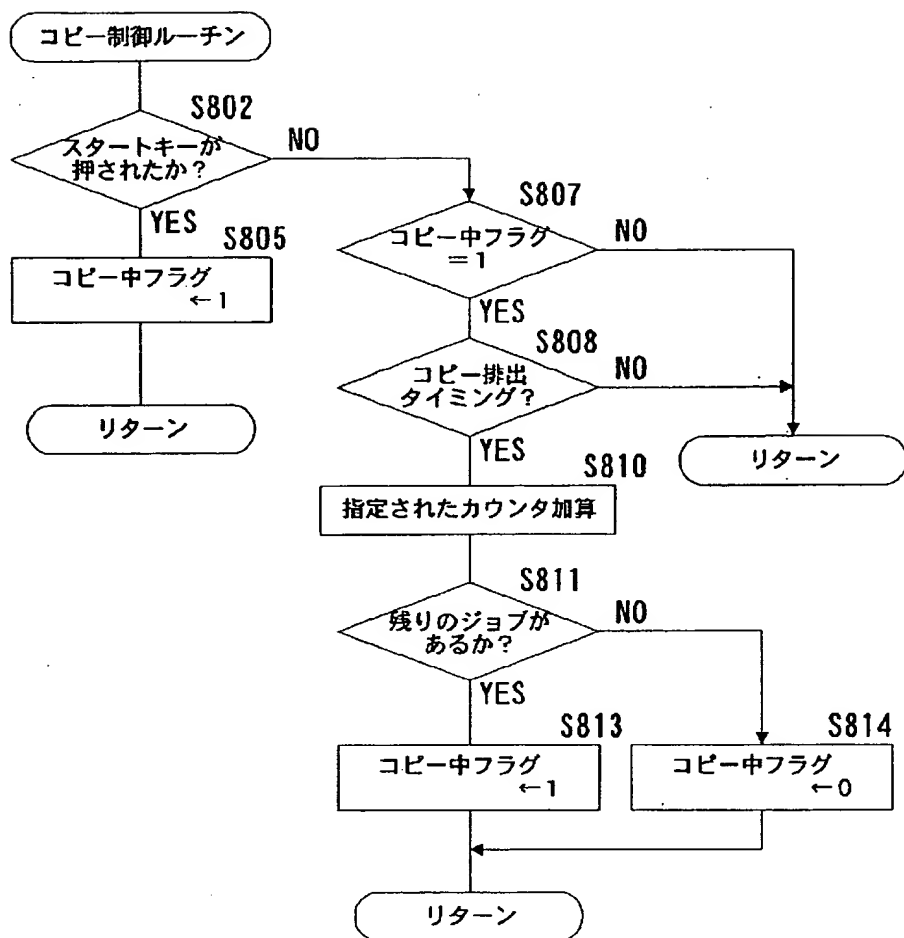 コピー制御ルーチン
S802
スタートキーが
押されたか？
NO
YES
S805
コピー中フラグ
←1
リターン
S807
コピー中フラグ
＝1
NO
YES
S808
コピー排出
タイミング？
NO
YES
リターン
S810
指定されたカウンタ加算
S811
残りのジョブが
あるか？
NO
YES
S813
コピー中フラグ
←1
S814
コピー中フラグ
←0
リターン